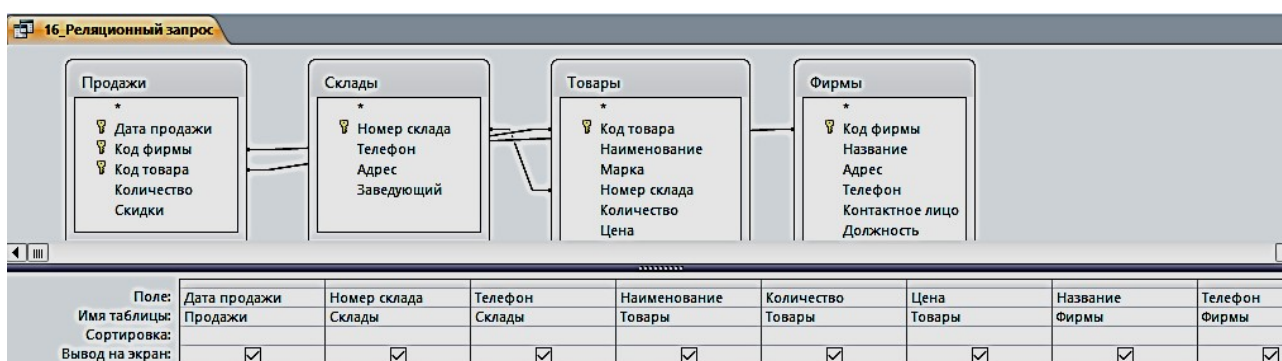 16_Реляционный запрос
Продажи
*
Дата продажи
Код фирмы
Код товара
Количество
Скидки
Склады
*
Номер склада
Телефон
Адрес
Заведующий
Товары
*
Код товара
Наименование
Марка
Номер склада
Количество
Цена
Фирмы
*
Код фирмы
Название
Адрес
Телефон
Контактное лицо
Должность
Поле: Дата продажи Номер склада Телефон Наименование Количество Цена Название Телефон
Имя таблицы: Продажи Склады Склады Товары Товары Товары Фирмы Фирмы
Сортировка:
Вывод на экран: